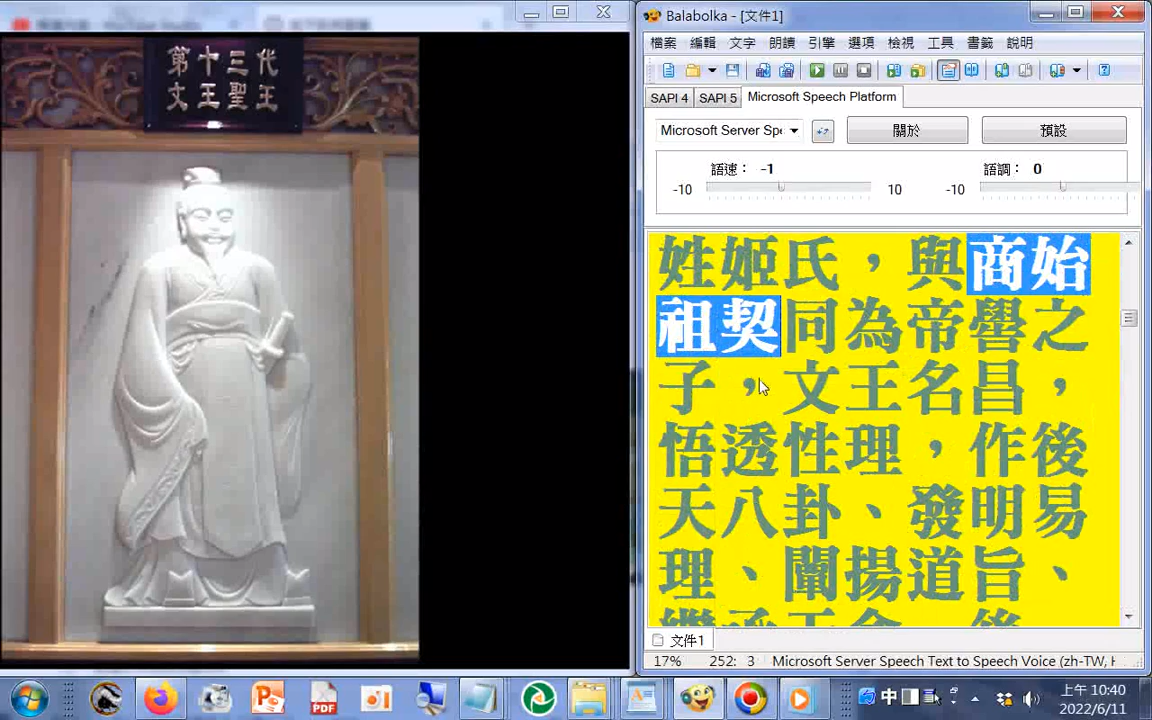 第十三代
文王聖王
Balabolka - [文件1]
檔案 編輯 文字 朗讀 引擎 選項 檢視 工具 書籤 說明
SAPI 4 SAPI 5 Microsoft Speech Platform
Microsoft Server Spe 關於 預設
語速： -1 語調： 0
-10 10 -10
姓姬氏，與商始
祖契同為帝嚳之
子，文王名昌，
悟透性理，作後
天八卦、發明易
理、闡揚道旨、
文件1
17% 252: 3 Microsoft Server Speech Text to Speech Voice (zh-TW, H
PDF
中
上午 10:40
2022/6/11